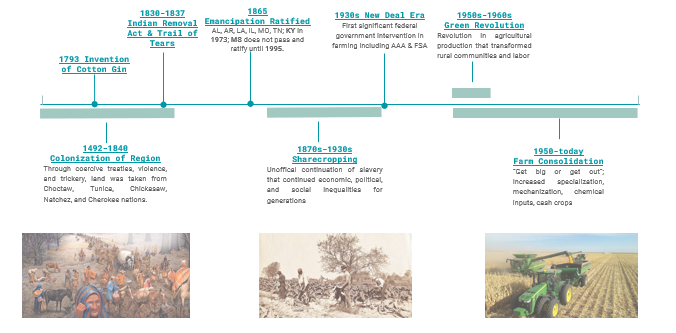 1830-1837
Indian Removal
Act & Trail of
Tears
1865
Emancipation Ratified
AL, AR, LA, IL, MO, TN; KY in
1973; MS does not pass and
ratify until 1995.
1930s New Deal Era
First significant federal
government intervention in
farming including AAA & FSA
1950s-1960s
Green Revolution
Revolution in agricultural
production that transformed
rural communities and labor
1793 Invention
of Cotton Gin
1492-1840
Colonization of Region
Through coercive treaties, violence,
and trickery, land was taken from
Choctaw, Tunica, Chickasaw,
Natchez, and Cherokee nations.
1870s-1930s
Sharecropping
Unoffical continuation of slavery
that continued economic, political,
and social inequalities for
generations
1950-today
Farm Consolidation
"Get big or get out";
increased specialization,
mechanization, chemical
inputs, cash crops